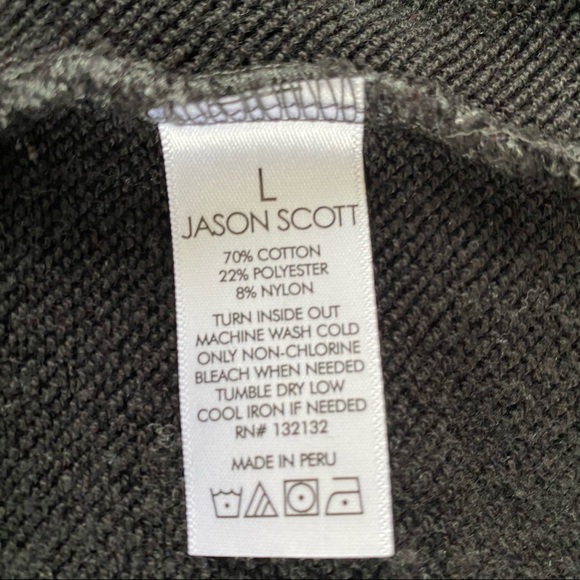 L
JASON SCOTT
70% COTTON
22% POLYESTER
8% NYLON
TURN INSIDE OUT
MACHINE WASH COLD
ONLY NON-CHLORINE
BLEACH WHEN NEEDED
TUMBLE DRY LOW
COOL IRON IF NEEDED
RN# 132132
MADE IN PERU